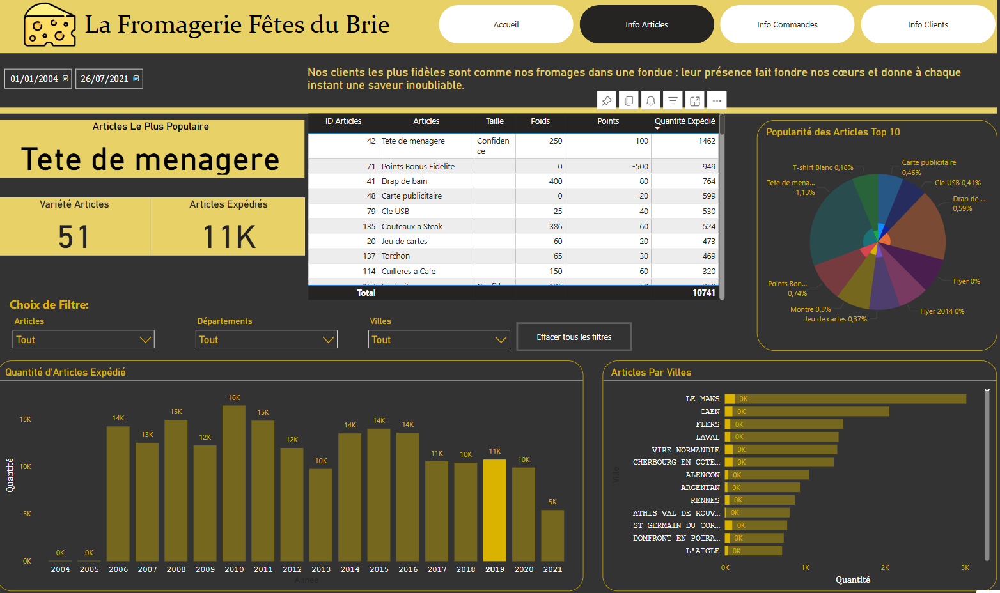 La Fromagerie Fêtes du Brie
Accueil
Info Articles
Info Commandes
Info Clients
01/01/2004
26/07/2021
Nos clients les plus fidèles sont comme nos fromages dans une fondue : leur présence fait fondre nos cœurs et donne à chaque
instant une saveur inoubliable.
Articles Le Plus Populaire
Tete de menagere
Variété Articles
51
Articles Expédiés
11K
ID Articles Articles Taille Poids Points Quantité Expédié
42 Tete de menagere Confiden 250 100 1462
ce
71 Points Bonus Fidelite 0 -500 949
41 Drap de bain 400 80 764
48 Carte publicitaire 0 -20 599
79 Cle USB 25 40 530
135 Couteaux a Steak 386 60 524
20 Jeu de cartes 60 20 473
137 Torchon 65 30 469
114 Cuilleres a Cafe 150 60 320
Total 10741
Popularité des Articles Top 10
T-shirt Blanc 0,18%
Carte publicitaire
0,46%
Tete de mena...
1,13%
Cle USB 0,41%
Drap de ...
0,59%
Points Bon...
0,74%
Flyer 0%
Montre 0,3%
Flyer 2014 0%
Jeu de cartes 0,37%
Choix de Filtre:
Articles
Tout
Départements
Tout
Villes
Tout
Effacer tous les filtres
Quantité d'Articles Expédié
Quantité
15K
10K
5K
0K
0K 0K 14K 13K 15K 12K 16K 15K 12K 10K 14K 14K 14K 11K 10K 11K 10K 5K
2004 2005 2006 2007 2008 2009 2010 2011 2012 2013 2014 2015 2016 2017 2018 2019 2020 2021
Annee
Articles Par Villes
Ville
LE MANS 0K
CAEN 0K
FLERS 0K
LAVAL 0K
VIRE NORMANDIE 0K
CHERBOURG EN COTE... 0K
ALENCON 0K
ARGENTAN 0K
RENNES 0K
ATHIS VAL DE ROUV... 0K
ST GERMAIN DU COR... 0K
DOMFRONT EN POIRA... 0K
L'AIGLE 0K
0K 1K 2K 3K
Quantité